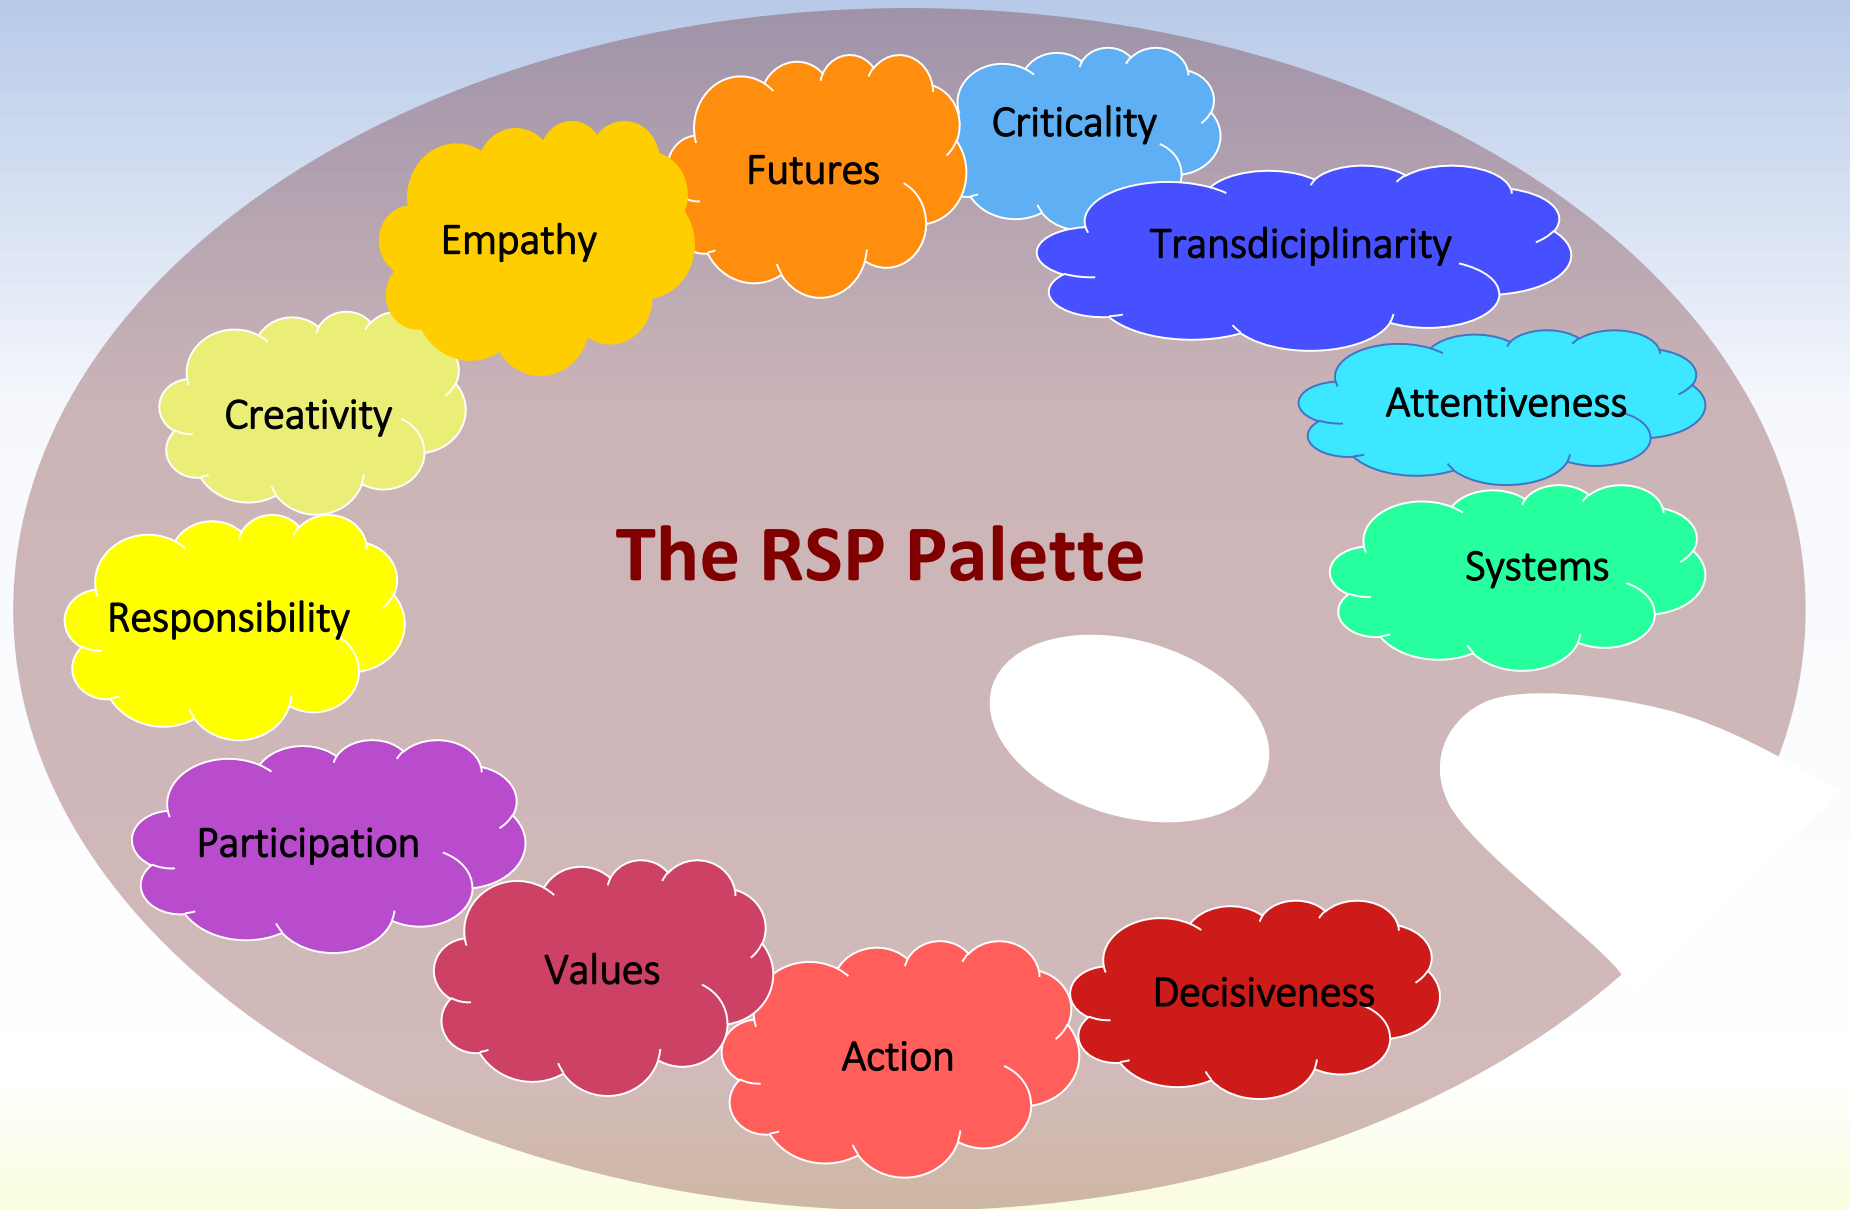 Criticality
Futures
Empathy
Transdiciplinarity
Creativity
Attentiveness
The RSP Palette
Systems
Responsibility
Participation
Values
Decisiveness
Action